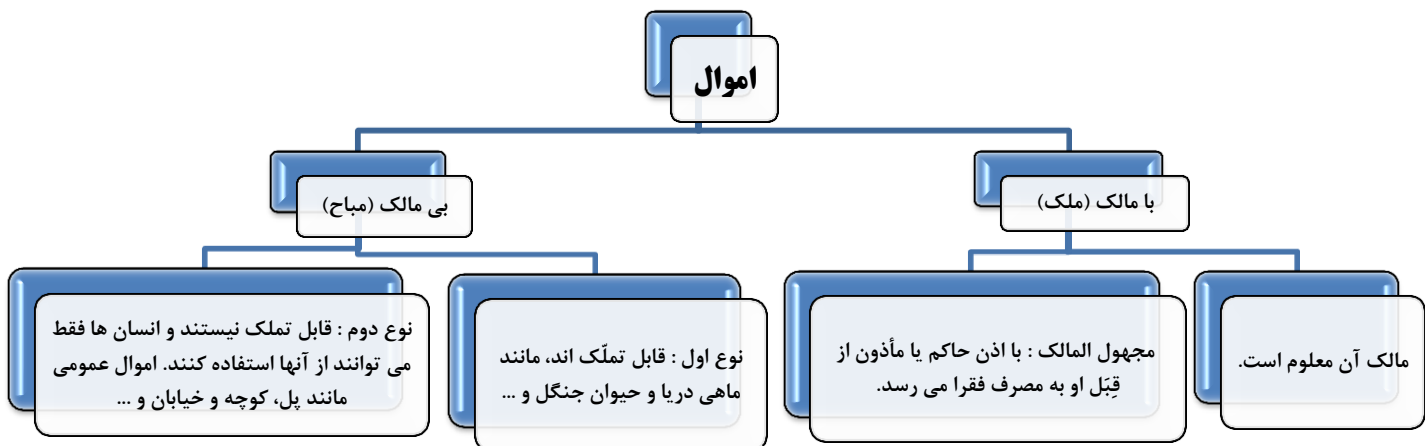 اموال
با مالک (ملک)
بی مالک (مباح)
مالک آن معلوم است.
مجهول المالک : با اذن حاکم یا مأذون از
قِبَل او به مصرف فقرا می رسد.
نوع اول : قابل تملّک اند، مانند
ماهی دریا و حیوان جنگل و ...
نوع دوم : قابل تملک نیستند و انسان ها فقط
می توانند از آنها استفاده کنند. اموال عمومی
مانند پل، کوچه و خیابان و ...